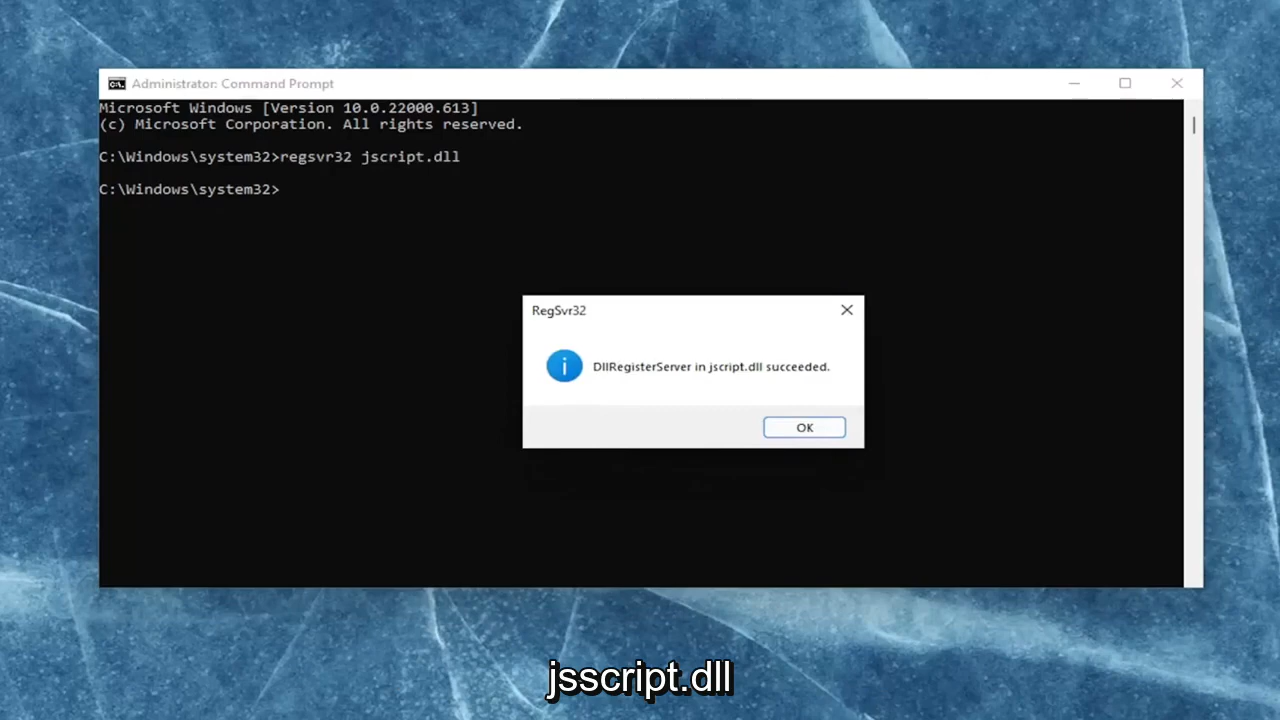 Administrator: Command Prompt
Microsoft Windows [Version 10.0.22000.613]
(c) Microsoft Corporation. All rights reserved.
C:\Windows\system32>regsvr32 jscript.dll
C:\Windows\system32>
RegSvr32
DllRegisterServer in jscript.dll succeeded.
OK
jsscript.dll